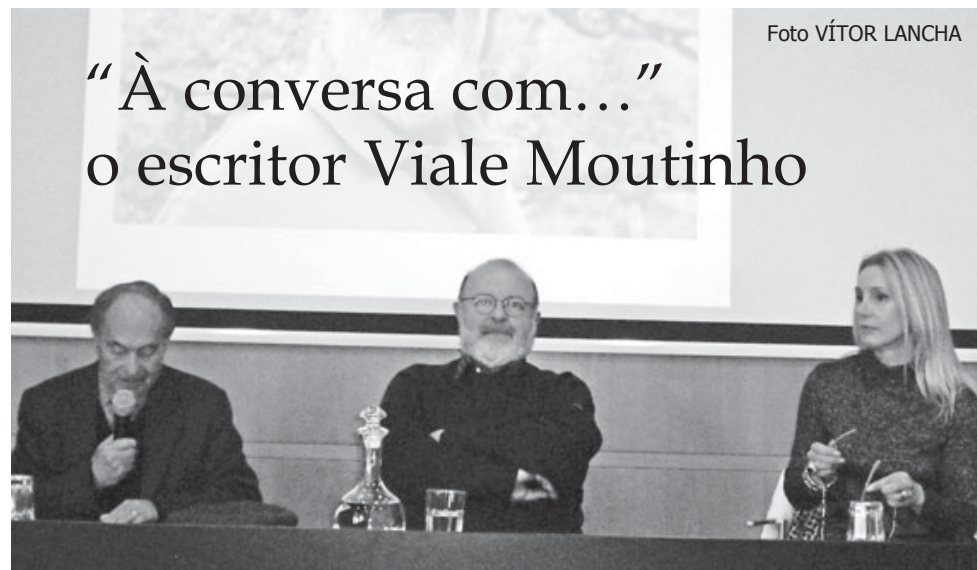 Foto VÍTOR LANCHA
“À conversa com…”
o escritor Viale Moutinho